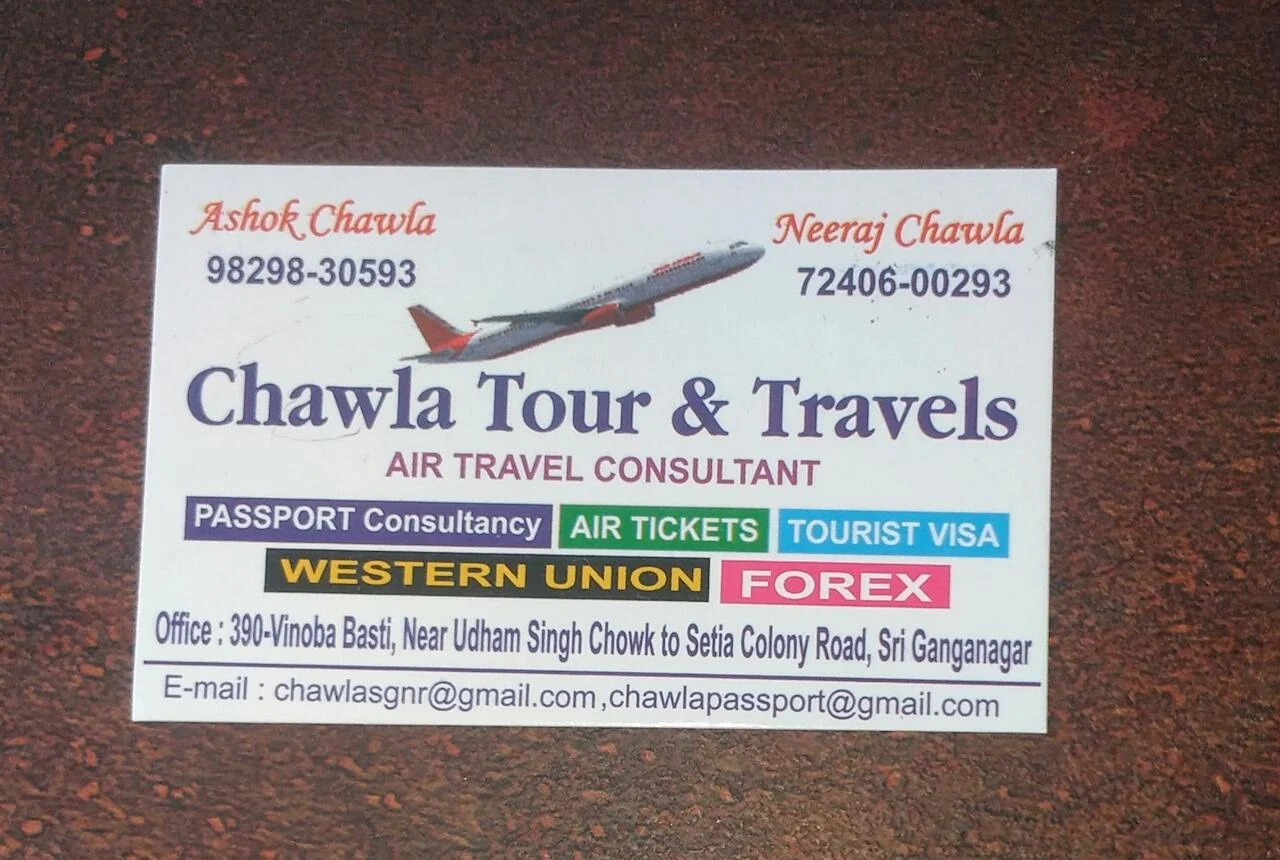 Ashok Chawla
98298-30593
Neeraj Chawla
72406-00293
Chawla Tour & Travels
AIR TRAVEL CONSULTANT
PASSPORT Consultancy AIR TICKETS TOURIST VISA
WESTERN UNION FOREX
Office : 390-Vinoba Basti, Near Udham Singh Chowk to Setia Colony Road, Sri Ganganagar
E-mail : chawlasgnr@gmail.com,chawlapassport@gmail.com